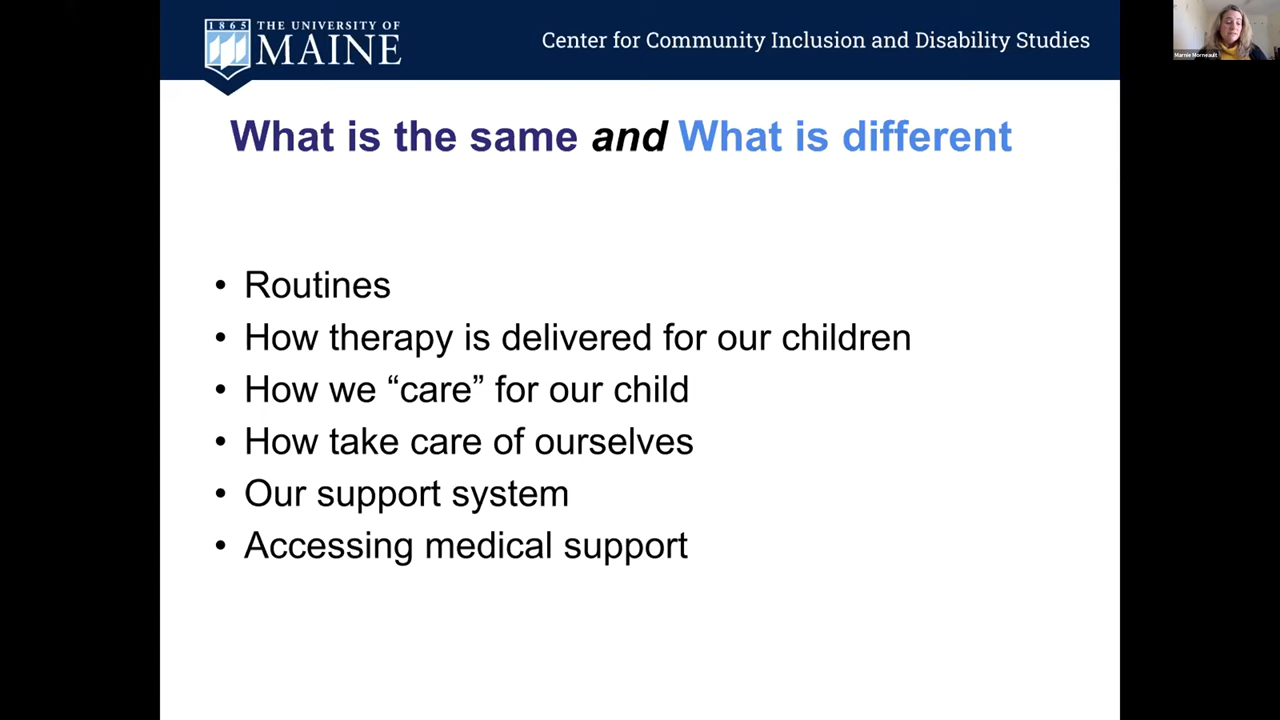 1865
THE UNIVERSITY OF
MAINE
Center for Community Inclusion and Disability Studies
Marnie Morneault
What is the same and What is different
• Routines
• How therapy is delivered for our children
• How we “care” for our child
• How take care of ourselves
• Our support system
• Accessing medical support